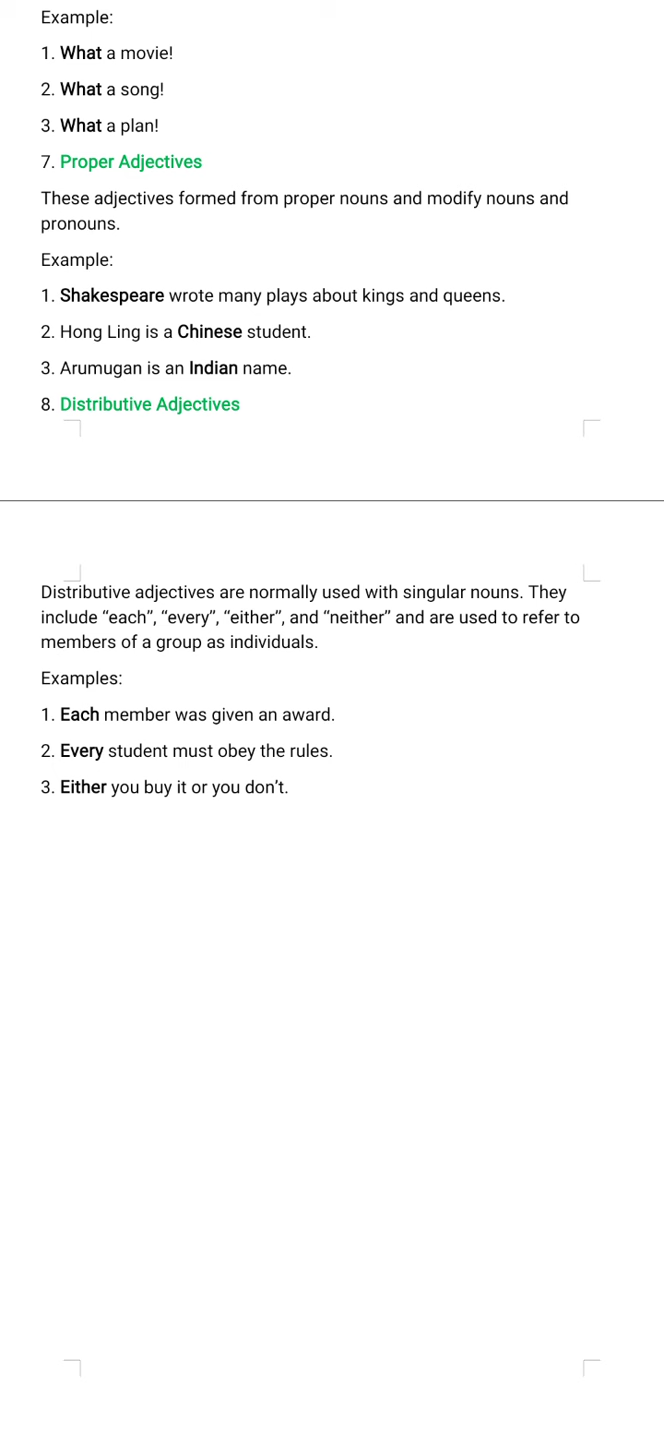 Example:
1. What a movie!
2. What a song!
3. What a plan!
7. Proper Adjectives
These adjectives formed from proper nouns and modify nouns and
pronouns.
Example:
1. Shakespeare wrote many plays about kings and queens.
2. Hong Ling is a Chinese student.
3. Arumugan is an Indian name.
8. Distributive Adjectives
Distributive adjectives are normally used with singular nouns. They
include “each”, “every”, “either”, and “neither” and are used to refer to
members of a group as individuals.
Examples:
1. Each member was given an award.
2. Every student must obey the rules.
3. Either you buy it or you don’t.